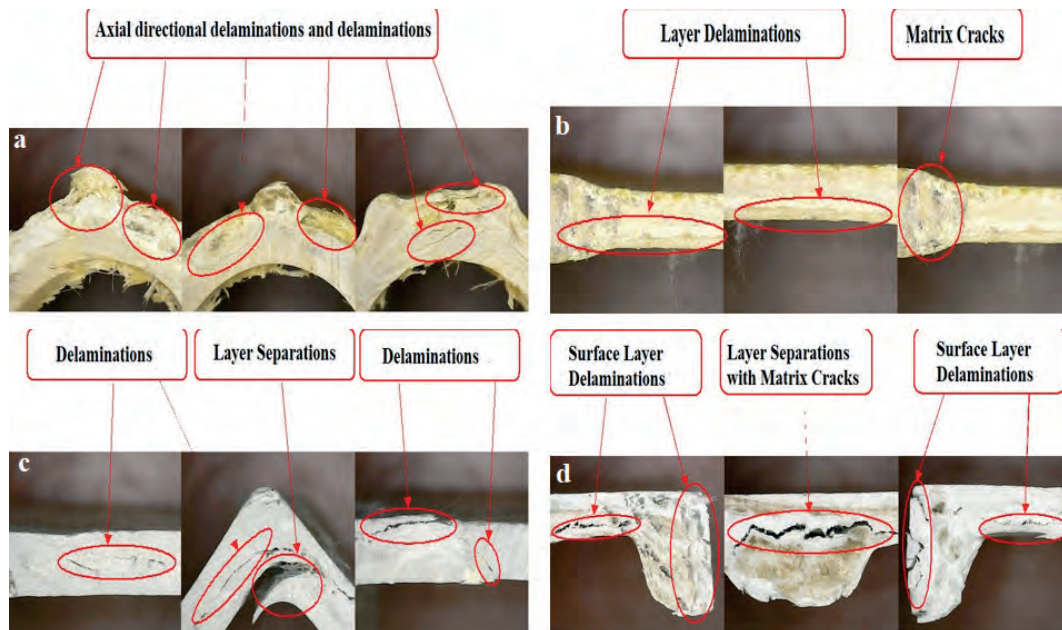 Axial directional delaminations and delaminations
a
Layer Delaminations
Matrix Cracks
b
Delaminations
Layer Separations
Delaminations
c
Surface Layer
Delaminations
Layer Separations
with Matrix Cracks
Surface Layer
Delaminations
d